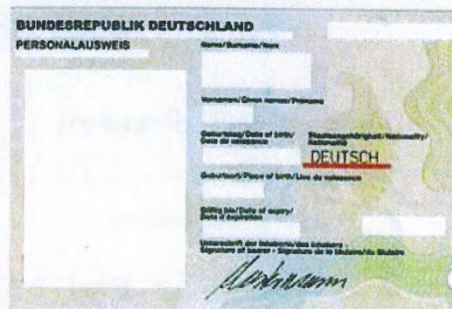 BUNDESREPUBLIK DEUTSCHLAND
PERSONALAUSWEIS
Name/Surname/Nom
Vornamen/Given names/Prénoms
Geburtstag/Date of birth/
Date de naissance
Staatsangehörigkeit/Nationality/
Nationalité
DEUTSCH
Geburtsort/Place of birth/Lieu de naissance
Gültig bis/Date of expiry/
Date d'expiration
Unterschrift der Inhaberin/des Inhabers -
Signature of bearer - Signature de la titulaire/du titulaire